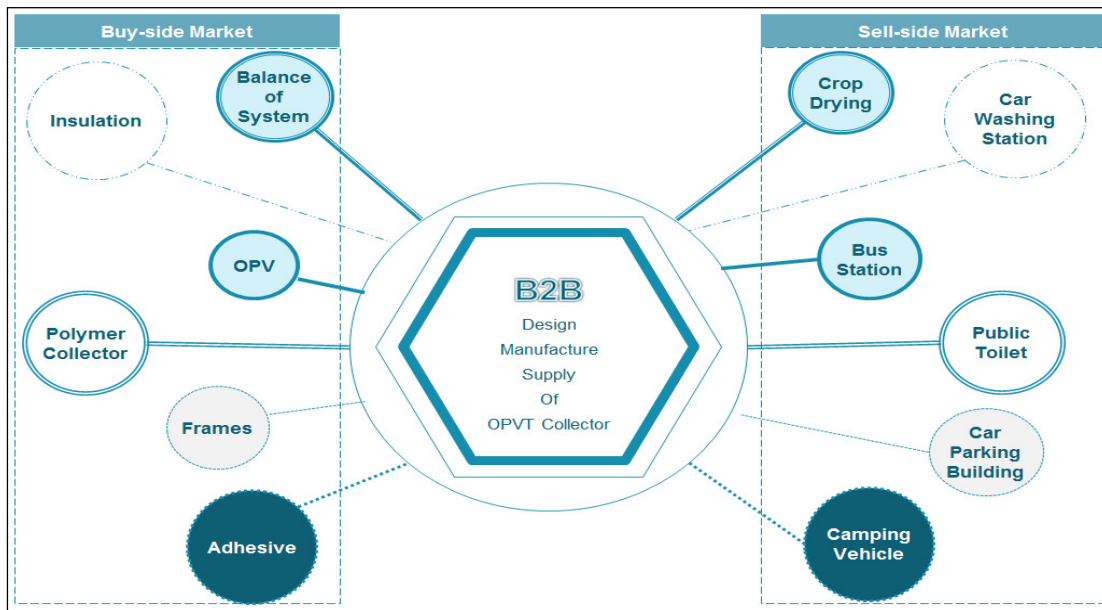 Buy-side Market
Sell-side Market
Insulation
Balance
of
System
OPV
Polymer
Collector
Frames
Adhesive
B2B
Design
Manufacture
Supply
Of
OPVT Collector
Crop
Drying
Car
Washing
Station
Bus
Station
Public
Toilet
Car
Parking
Building
Camping
Vehicle